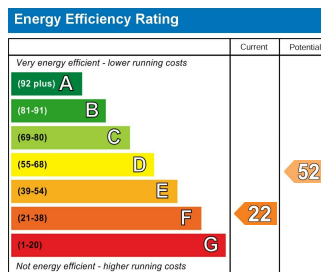 Energy Efficiency Rating
Current Potential
Very energy efficient - lower running costs
(92 plus) A
(81-91) B
(69-80) C
(55-68) D
(39-54) E
(21-38) F
(1-20) G
52
22
Not energy efficient - higher running costs